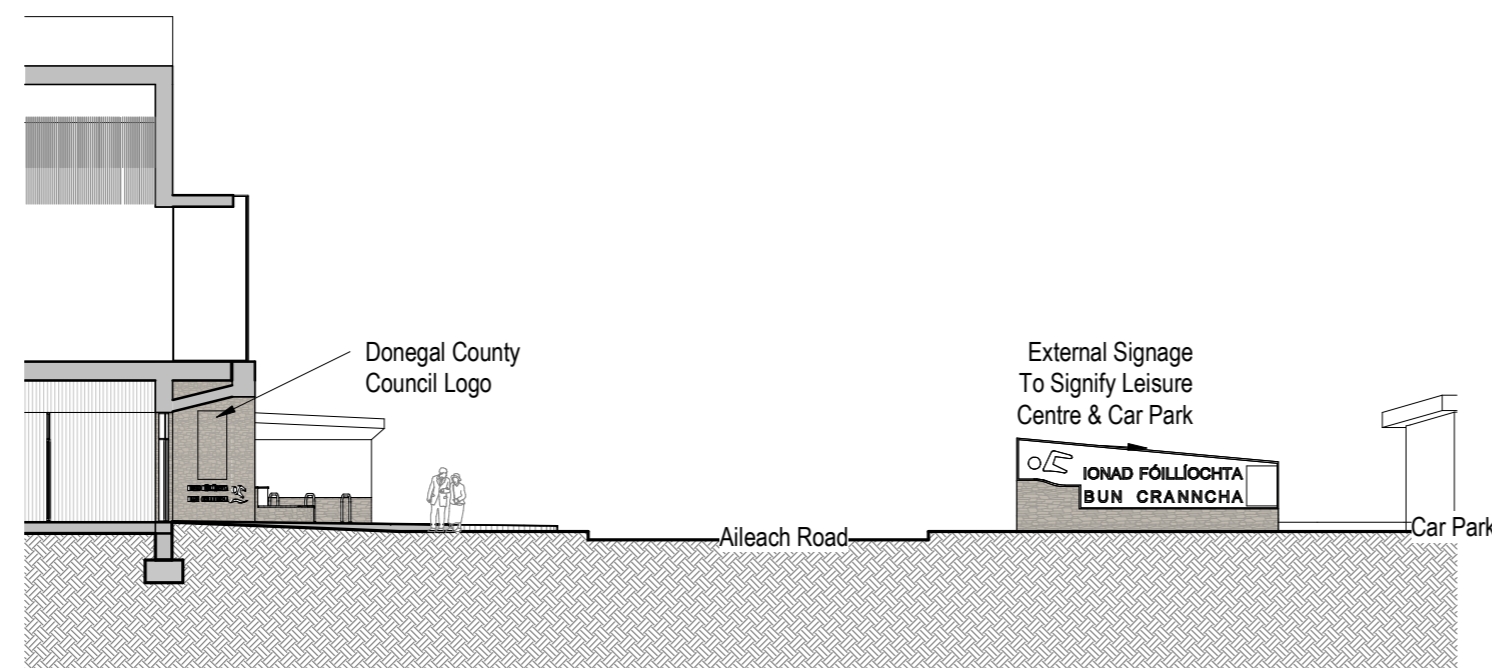 Donegal County
Council Logo
External Signage
To Signify Leisure
Centre & Car Park
IONAD FÓILLÍOCHTA
BUN CRANNCHA
Aileach Road
Car Park